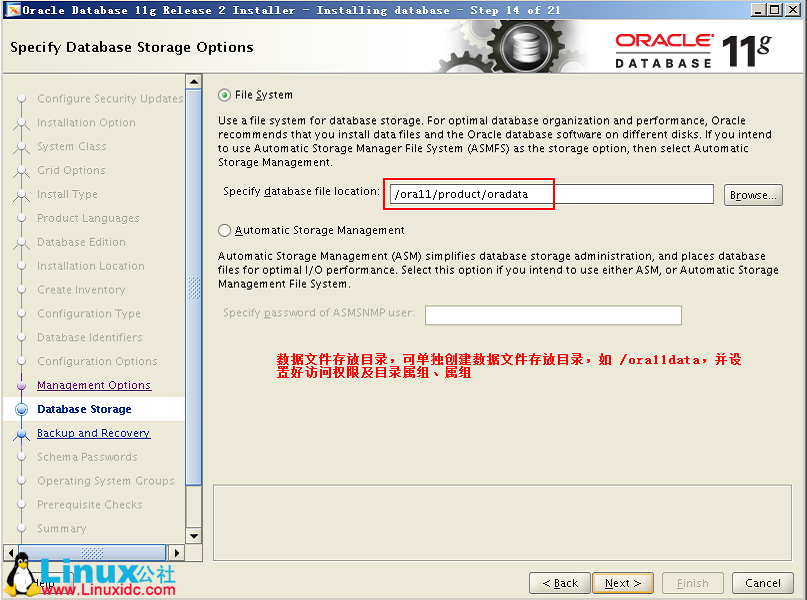 Oracle Database 11g Release 2 Installer - Installing database - Step 14 of 21
Specify Database Storage Options
ORACLE
DATABASE
11g
Configure Security Updates
Installation Option
System Class
Grid Options
Install Type
Product Languages
Database Edition
Installation Location
Create Inventory
Configuration Type
Database Identifiers
Configuration Options
Management Options
Database Storage
Backup and Recovery
Schema Passwords
Operating System Groups
Prerequisite Checks
Summary
File System
Use a file system for database storage. For optimal database organization and performance, Oracle
recommends that you install data files and the Oracle database software on different disks. If you intend
to use Automatic Storage Manager File System (ASMFS) as the storage option, then select Automatic
Storage Management.
Specify database file location: /ora11/product/oradata Browse...
Automatic Storage Management
Automatic Storage Management (ASM) simplifies database storage administration, and places database
files for optimal I/O performance. Select this option if you intend to use either ASM, or Automatic Storage
Management File System.
Specify password of ASMSNMP user:
数据文件存放目录，可单独创建数据文件存放目录，如 /ora11data，并设
置好访问权限及目录属组、属组
Help
< Back Next > Finish Cancel
Linux公社
www.Linuxidc.com